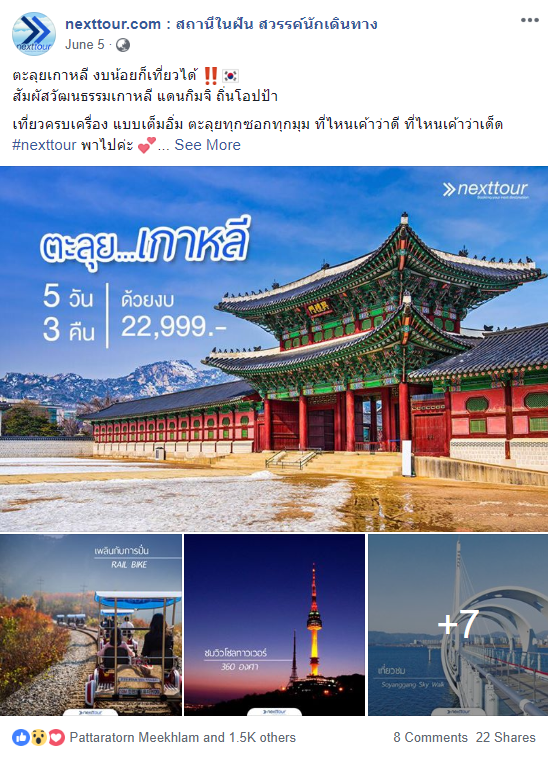 nexttour.com : สถานีในฝัน สวรรค์นักเดินทาง
nexttour
June 5 ·
ตะลุยเกาหลี งบน้อยก็เที่ยวได้ ‼️🇰🇷
สัมผัสวัฒนธรรมเกาหลี แดนกิมจิ ถิ่นโอปป้า
เที่ยวครบเครื่อง แบบเต็มอิ่ม ตะลุยทุกซอกทุกมุม ที่ไหนเค้าว่าดี ที่ไหนเค้าว่าเด็ด
#nexttour พาไปค่ะ 💕... See More
nexttour
ตะลุย...เกาหลี
5 วัน
3 คืน
ด้วยงบ
22,999.-
เพลินกับการปั่น
RAIL BIKE
nexttour
ชมวิวโซลทาวเวอร์
360 องศา
nexttour
+7
เที่ยวชม
Soyanggang Sky Walk
nexttour
Pattaratorn Meekhlam and 1.5K others
8 Comments 22 Shares